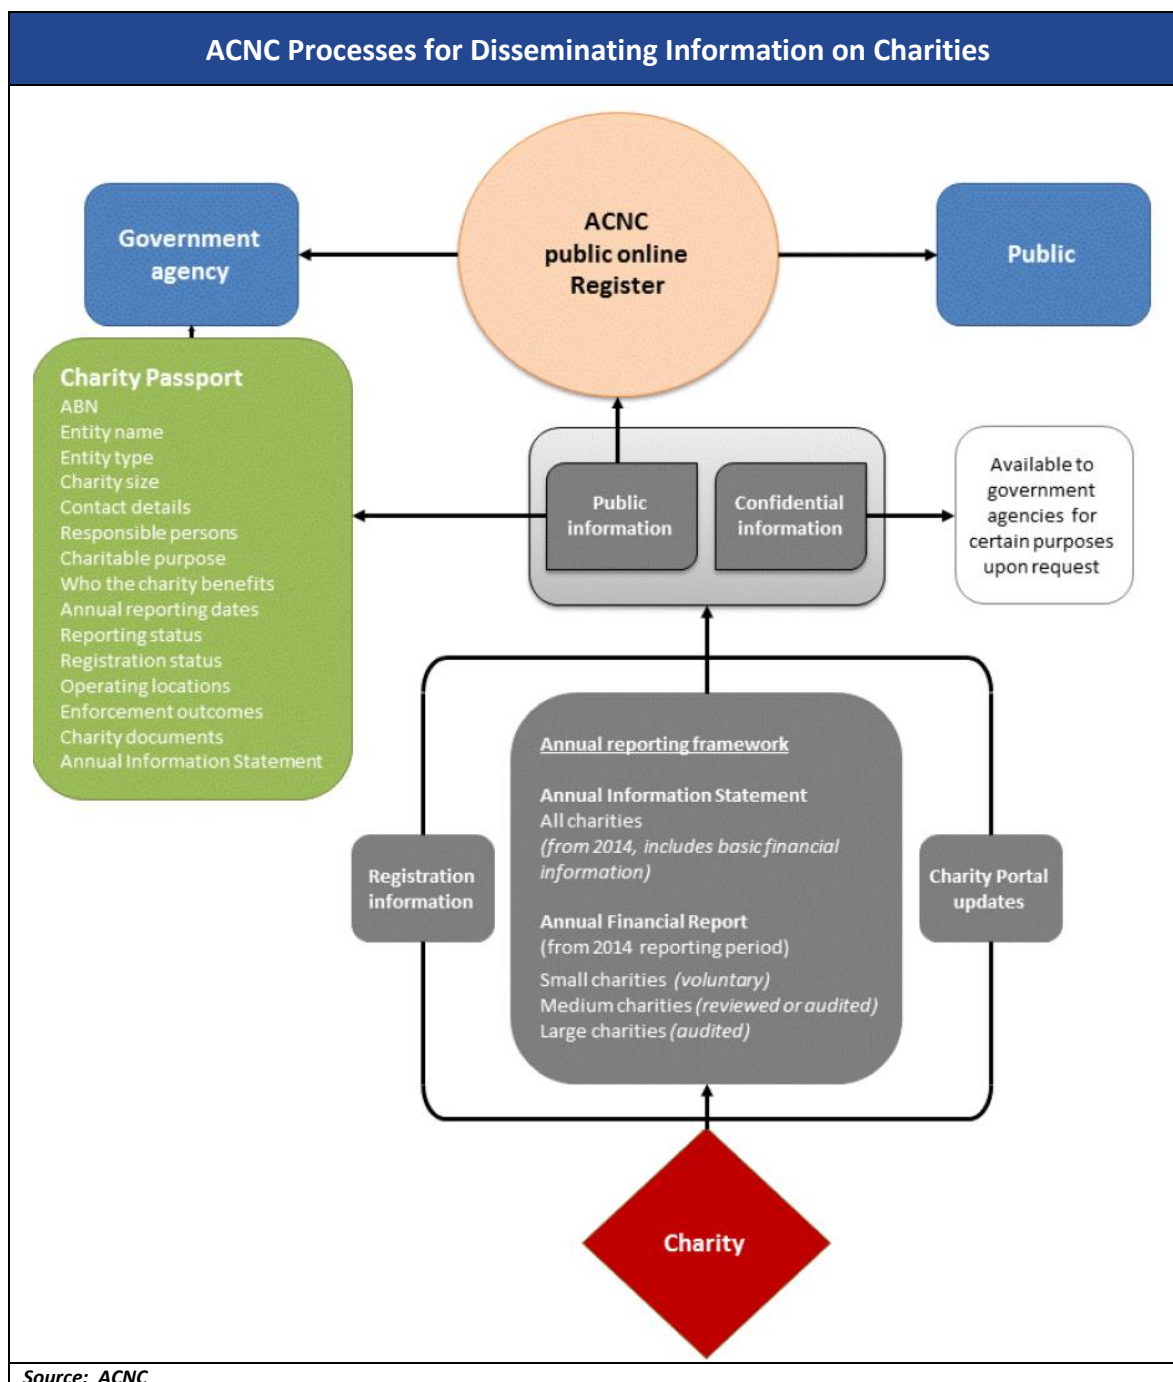 ACNC Processes for Disseminating Information on Charities
Government
agency
ACNC
public online
Register
Public
Charity Passport
ABN
Entity name
Entity type
Charity size
Contact details
Responsible persons
Charitable purpose
Who the charity benefits
Annual reporting dates
Reporting status
Registration status
Operating locations
Enforcement outcomes
Charity documents
Annual Information Statement
Public
information
Confidential
information
Available to
government
agencies for
certain purposes
upon request
Registration
information
Annual reporting framework
Annual Information Statement
All charities
(from 2014, includes basic financial
information)
Annual Financial Report
(from 2014 reporting period)
Small charities (voluntary)
Medium charities (reviewed or audited)
Large charities (audited)
Charity Portal
updates
Charity
Source: ACNC